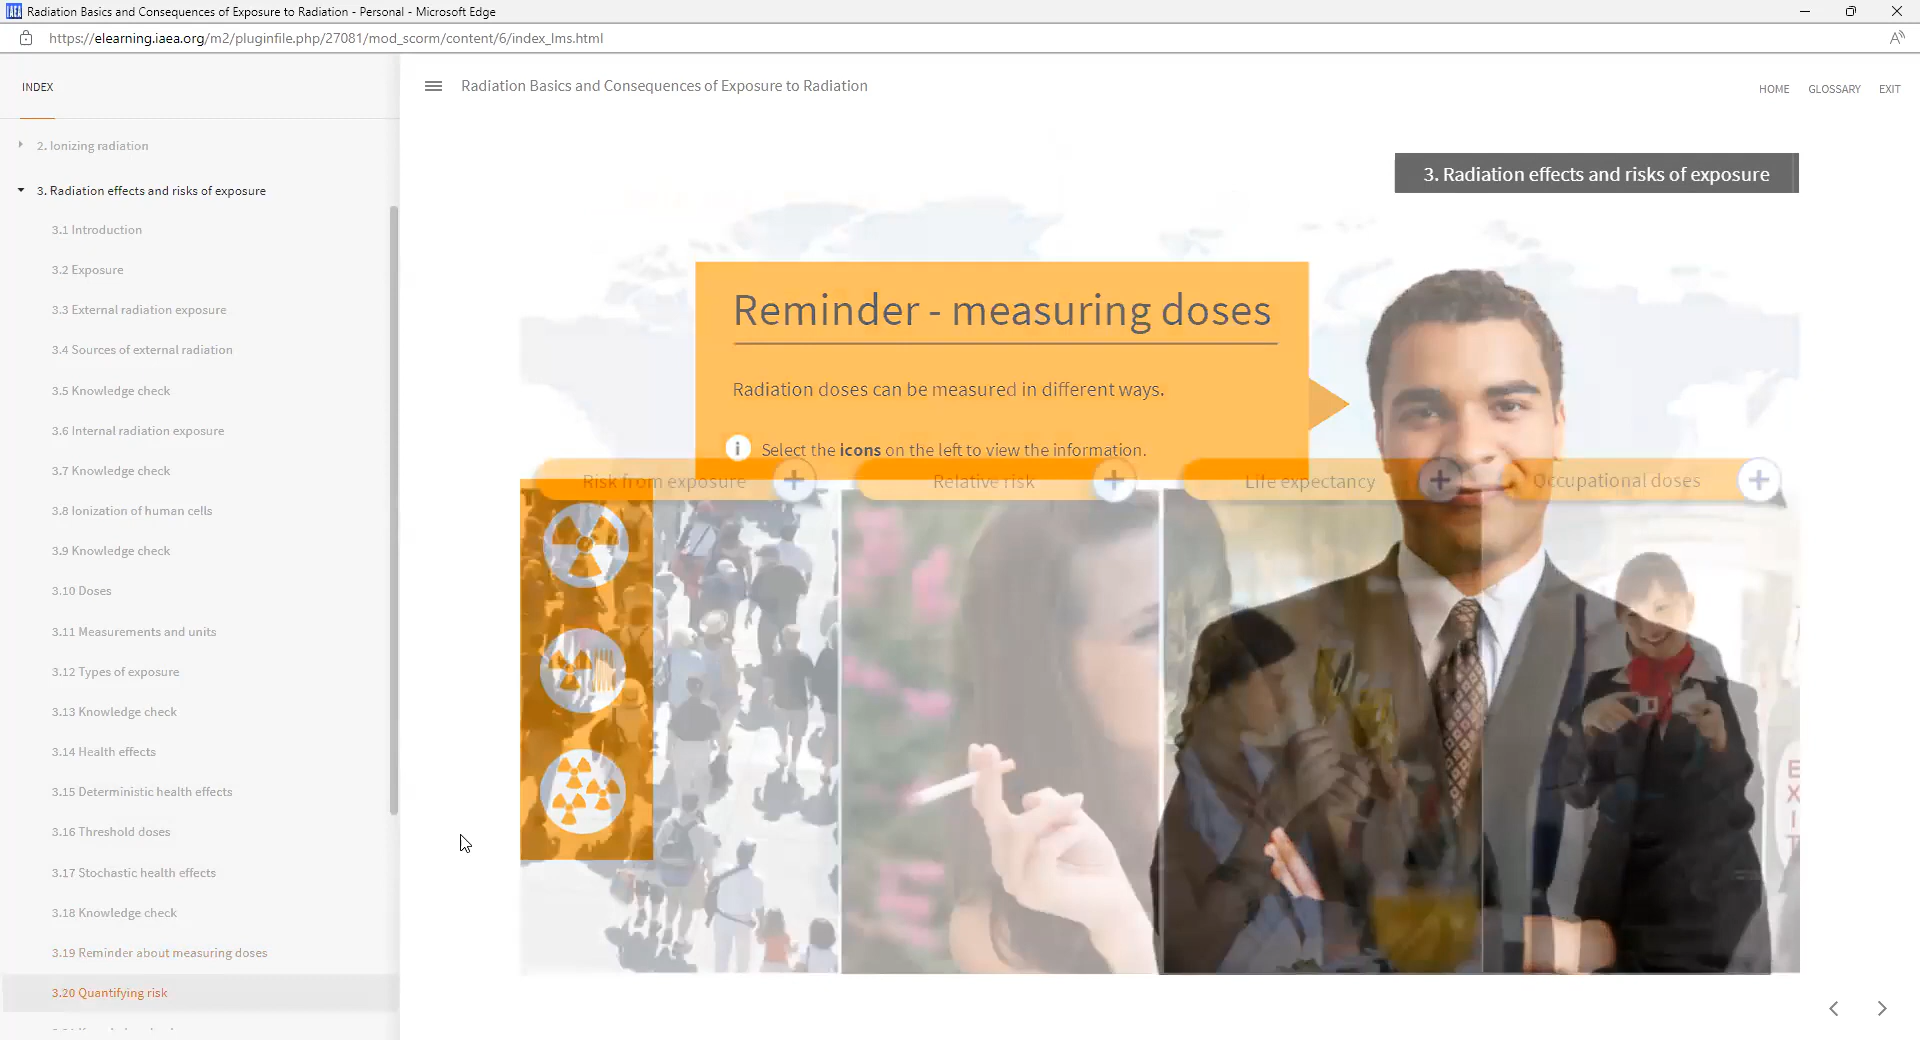 Radiation Basics and Consequences of Exposure to Radiation - Personal - Microsoft Edge
https://elearning.iaea.org/m2/pluginfile.php/27081/mod_scorm/content/6/index_lms.html
INDEX
Radiation Basics and Consequences of Exposure to Radiation
HOME GLOSSARY EXIT
2. Ionizing radiation
3. Radiation effects and risks of exposure
3.1 Introduction
3.2 Exposure
3.3 External radiation exposure
3.4 Sources of external radiation
3.5 Knowledge check
3.6 Internal radiation exposure
3.7 Knowledge check
3.8 Ionization of human cells
3.9 Knowledge check
3.10 Doses
3.11 Measurements and units
3.12 Types of exposure
3.13 Knowledge check
3.14 Health effects
3.15 Deterministic health effects
3.16 Threshold doses
3.17 Stochastic health effects
3.18 Knowledge check
3.19 Reminder about measuring doses
3.20 Quantifying risk
3. Radiation effects and risks of exposure
Reminder - measuring doses
Radiation doses can be measured in different ways.
Select the icons on the left to view the information.
Risk from exposure
Relative risk
Life expectancy
Occupational doses
EXIT